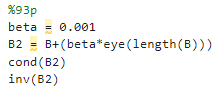 %93p
beta = 0.001
B2 = B+(beta*eye(length(B)))
cond(B2)
inv(B2)